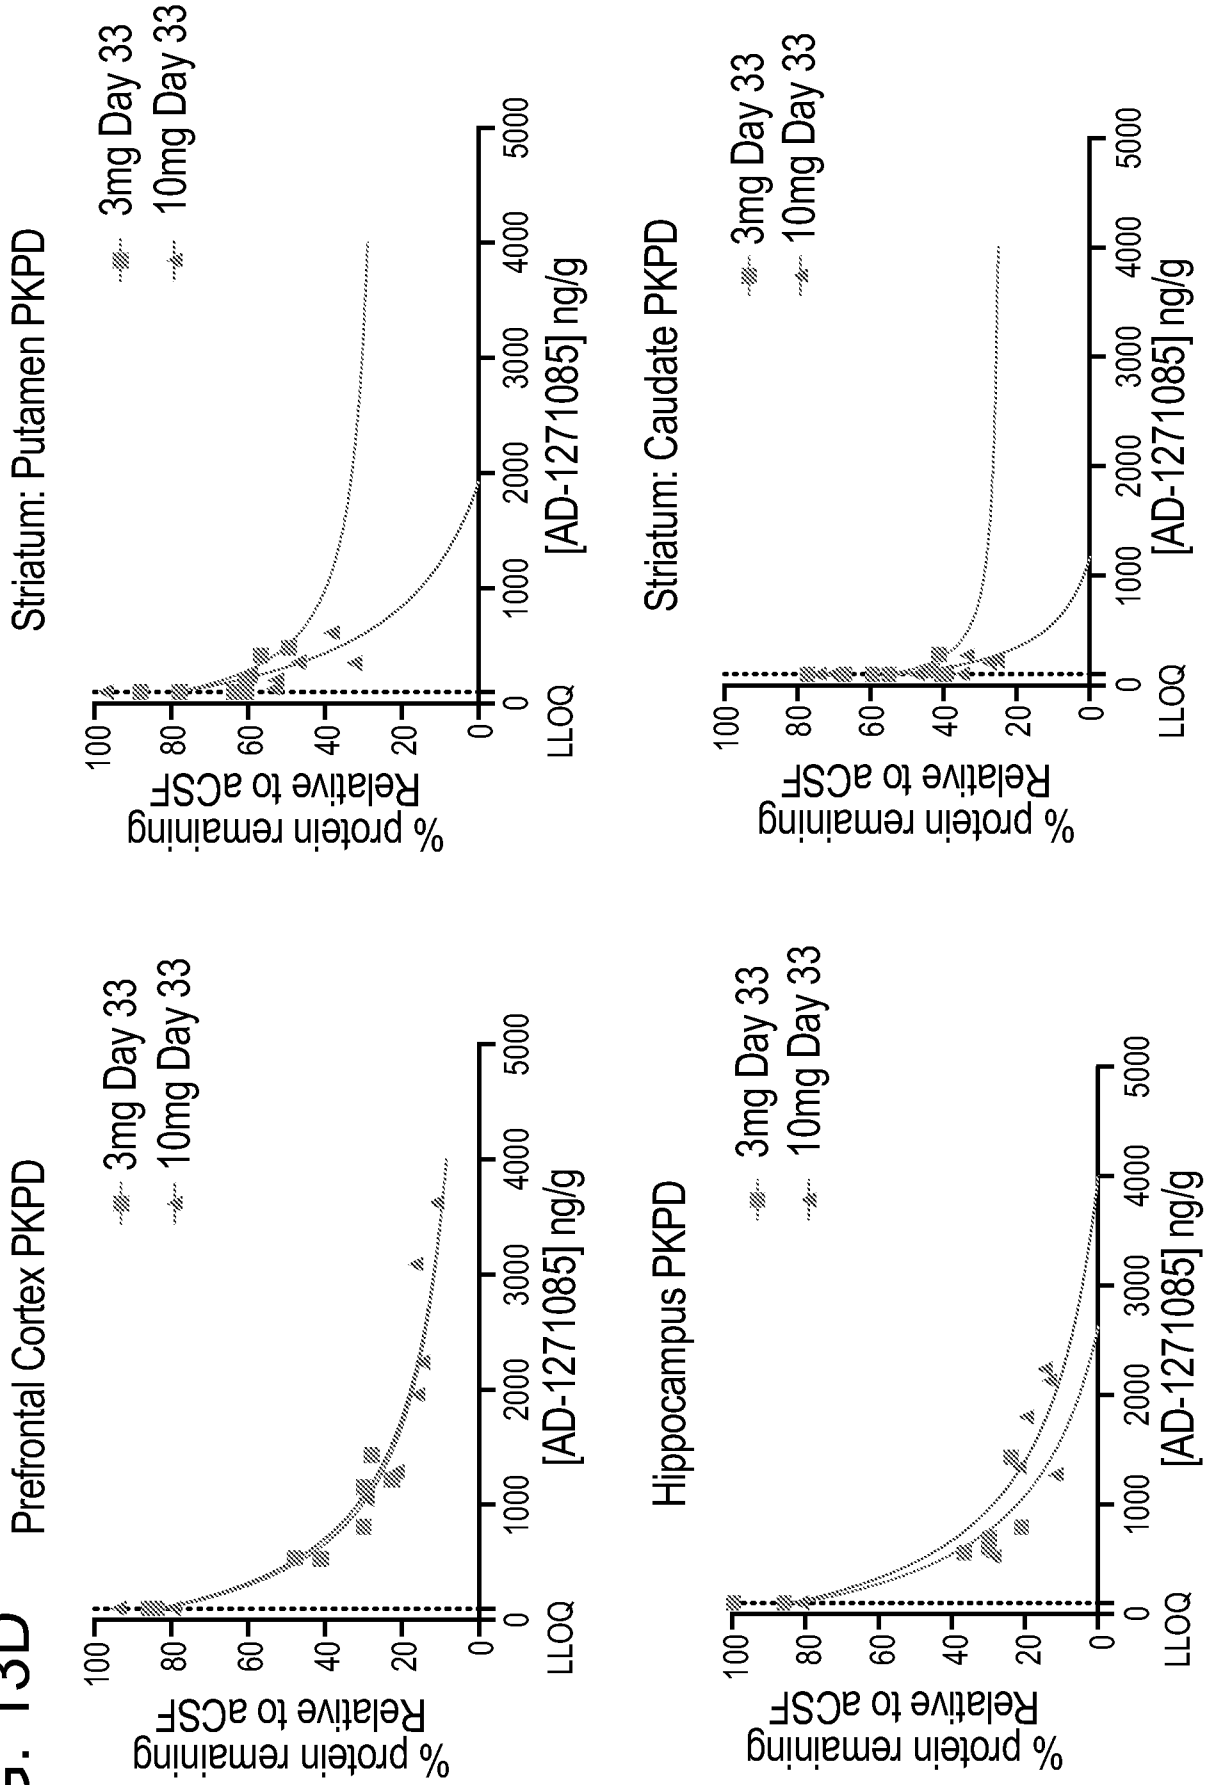 G. 13D
Prefrontal Cortex PKPD
% protein remaining
Relative to aCSF
100
80
60
40
20
0
LLOQ
0
1000
2000
3000
4000
5000
[AD-1271085] ng/g
3mg Day 33
10mg Day 33
Striatum: Putamen PKPD
% protein remaining
Relative to aCSF
100
80
60
40
20
0
LLOQ
0
1000
2000
3000
4000
5000
[AD-1271085] ng/g
3mg Day 33
10mg Day 33
Hippocampus PKPD
% protein remaining
Relative to aCSF
100
80
60
40
20
0
LLOQ
0
1000
2000
3000
4000
5000
[AD-1271085] ng/g
3mg Day 33
10mg Day 33
Striatum: Caudate PKPD
% protein remaining
Relative to aCSF
100
80
60
40
20
0
LLOQ
0
1000
2000
3000
4000
5000
[AD-1271085] ng/g
3mg Day 33
10mg Day 33